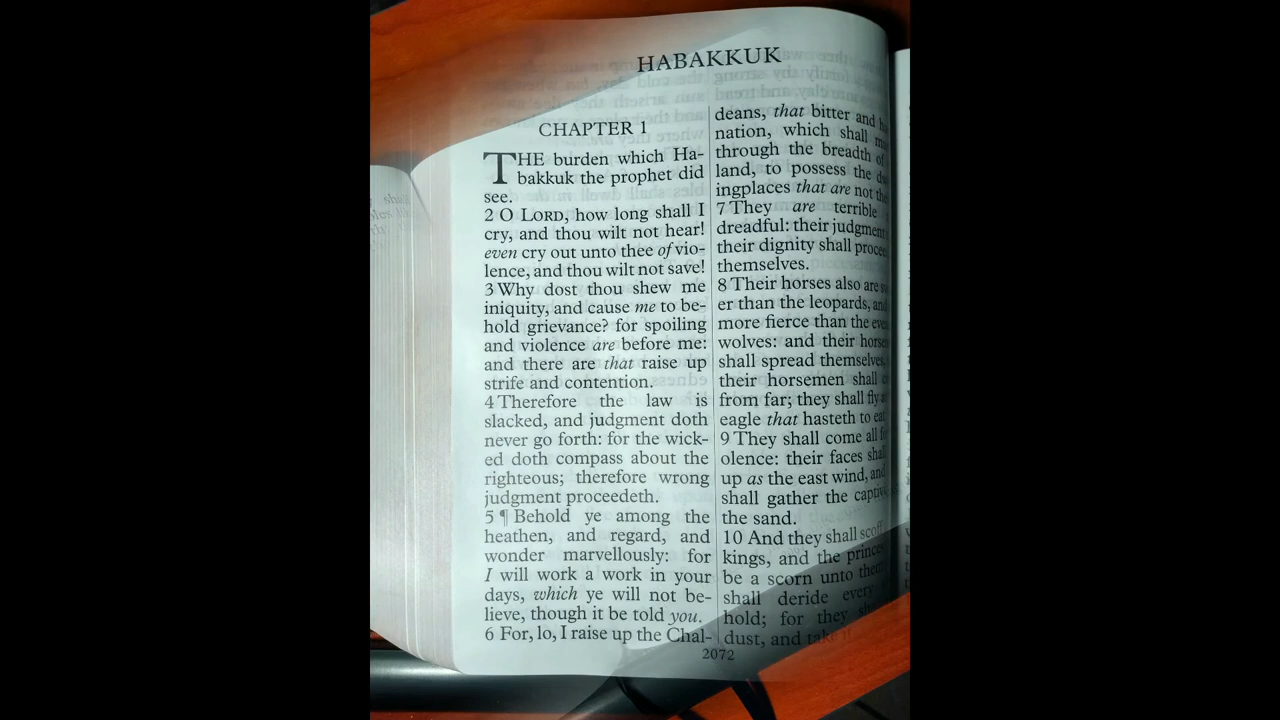 HABAKKUK
CHAPTER 1
THE burden which Ha-
bakkuk the prophet did
see.
2 O LORD, how long shall I
cry, and thou wilt not hear!
even cry out unto thee of vio-
lence, and thou wilt not save!
3 Why dost thou shew me
iniquity, and cause me to be-
hold grievance? for spoiling
and violence are before me:
and there are that raise up
strife and contention.
4 Therefore the law is
slacked, and judgment doth
never go forth: for the wick-
ed doth compass about the
righteous; therefore wrong
judgment proceedeth.
5 ¶ Behold ye among the
heathen, and regard, and
wonder marvellously: for
I will work a work in your
days, which ye will not be-
lieve, though it be told you.
6 For, lo, I raise up the Chal-
deans, that bitter and
nation, which shall
through the breadth of
land, to possess the
ingplaces that are not
7 They are terrible
dreadful: their judgment
their dignity shall
themselves.
8 Their horses also are
er than the leopards, and
more fierce than the
wolves: and their
shall spread themselves,
their horsemen shall
from far; they shall fly
eagle that hasteth to eat
9 They shall come all
olence: their faces
up as the east wind, and
shall gather the
the sand.
10 And they shall scoff
kings, and the
be a scorn unto
shall deride every
hold; for they
dust, and take
2072